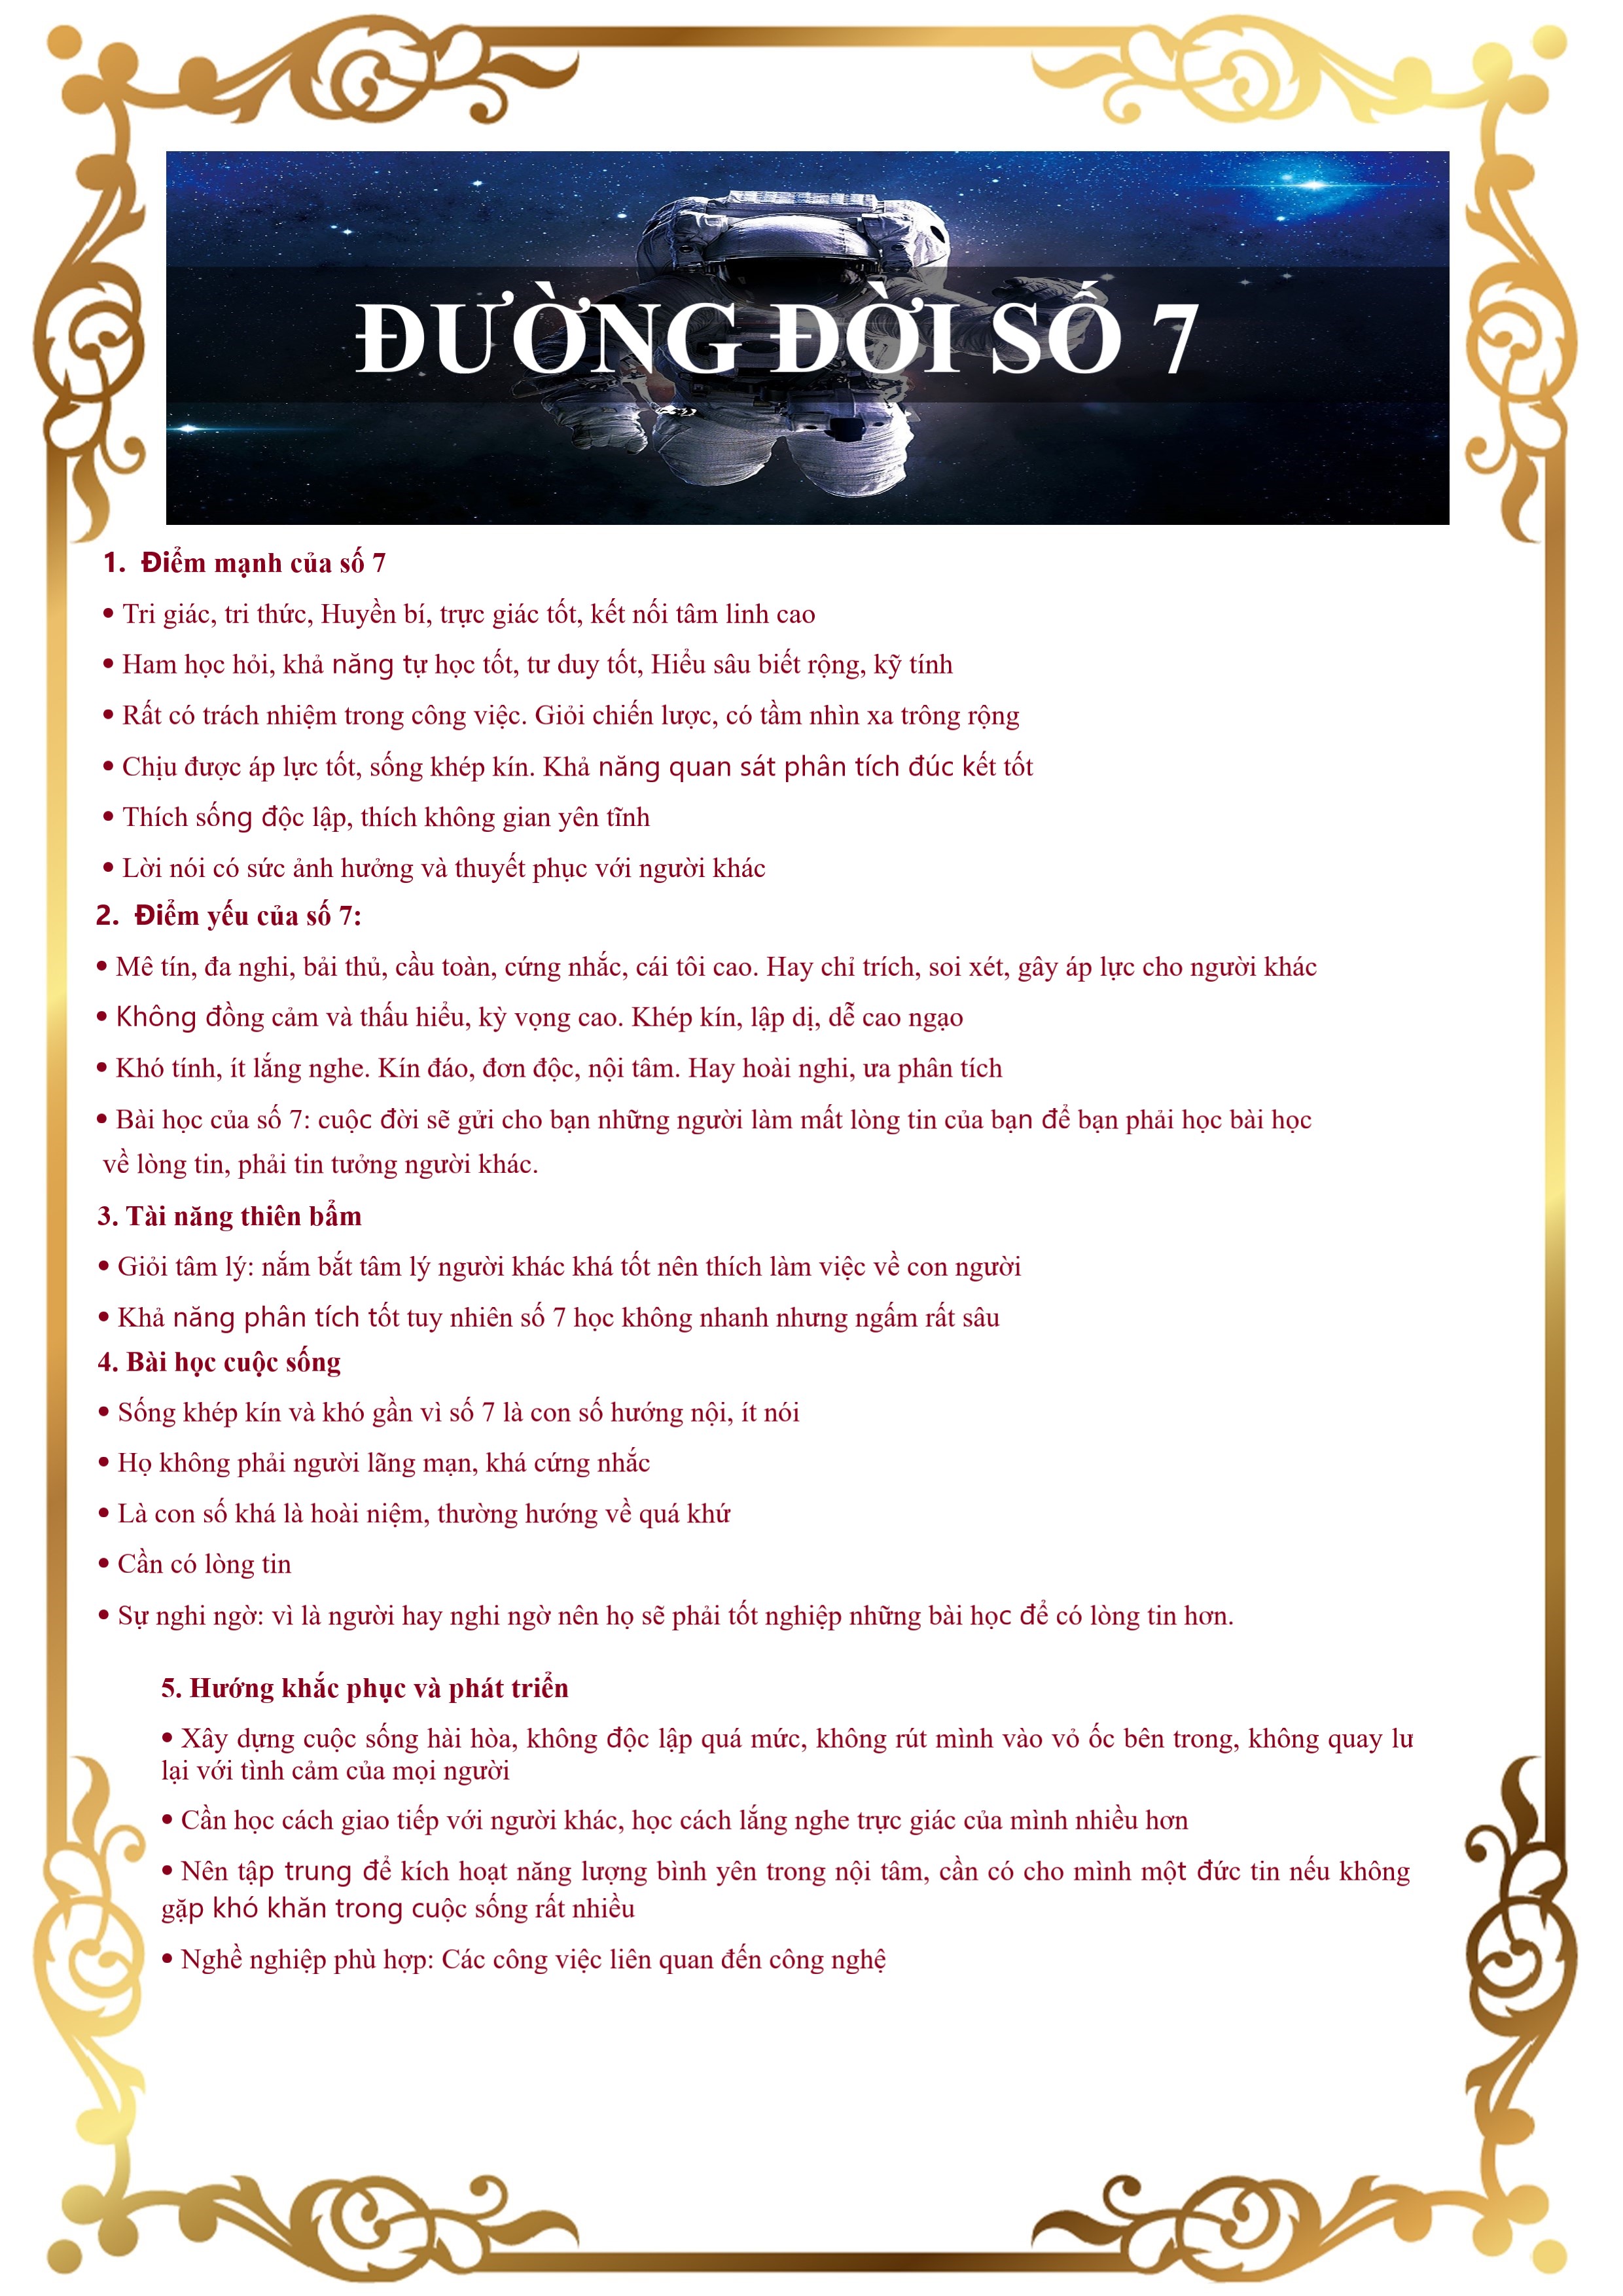 ĐƯỜNG ĐỜI SỐ 7
1. Điểm mạnh của số 7
• Tri giác, tri thức, Huyền bí, trực giác tốt, kết nối tâm linh cao
• Ham học hỏi, khả năng tự học tốt, tư duy tốt, Hiểu sâu biết rộng, kỹ tính
• Rất có trách nhiệm trong công việc. Giỏi chiến lược, có tầm nhìn xa trông rộng
• Chịu được áp lực tốt, sống khép kín. Khả năng quan sát phân tích đúc kết tốt
• Thích sống độc lập, thích không gian yên tĩnh
• Lời nói có sức ảnh hưởng và thuyết phục với người khác
2. Điểm yếu của số 7:
• Mê tín, đa nghi, bải thủ, cầu toàn, cứng nhắc, cái tôi cao. Hay chỉ trích, soi xét, gây áp lực cho người khác
• Không đồng cảm và thấu hiểu, kỳ vọng cao. Khép kín, lập dị, dễ cao ngạo
• Khó tính, ít lắng nghe. Kín đáo, đơn độc, nội tâm. Hay hoài nghi, ưa phân tích
• Bài học của số 7: cuộc đời sẽ gửi cho bạn những người làm mất lòng tin của bạn để bạn phải học bài học
về lòng tin, phải tin tưởng người khác.
3. Tài năng thiên bẩm
• Giỏi tâm lý: nắm bắt tâm lý người khác khá tốt nên thích làm việc về con người
• Khả năng phân tích tốt tuy nhiên số 7 học không nhanh nhưng ngấm rất sâu
4. Bài học cuộc sống
• Sống khép kín và khó gần vì số 7 là con số hướng nội, ít nói
• Họ không phải người lãng mạn, khá cứng nhắc
• Là con số khá là hoài niệm, thường hướng về quá khứ
• Cần có lòng tin
• Sự nghi ngờ: vì là người hay nghi ngờ nên họ sẽ phải tốt nghiệp những bài học để có lòng tin hơn.
5. Hướng khắc phục và phát triển
• Xây dựng cuộc sống hài hòa, không độc lập quá mức, không rút mình vào vỏ ốc bên trong, không quay lư
lại với tình cảm của mọi người
• Cần học cách giao tiếp với người khác, học cách lắng nghe trực giác của mình nhiều hơn
• Nên tập trung để kích hoạt năng lượng bình yên trong nội tâm, cần có cho mình một đức tin nếu không
gặp khó khăn trong cuộc sống rất nhiều
• Nghề nghiệp phù hợp: Các công việc liên quan đến công nghệ